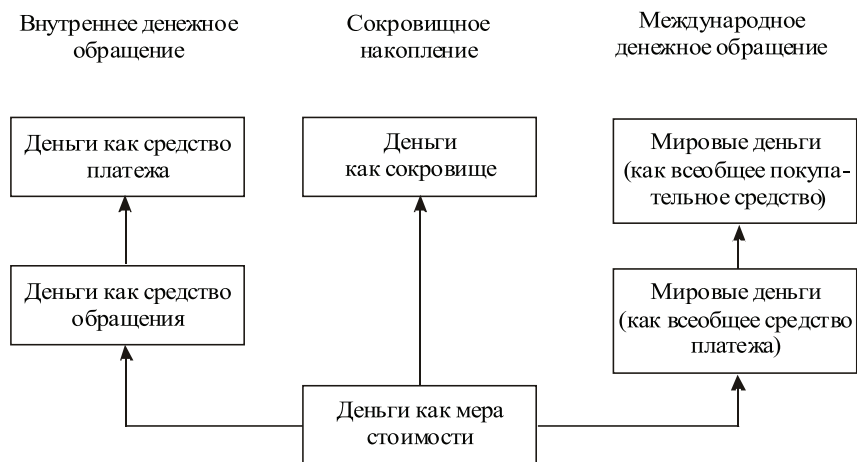 Внутреннее денежное
обращение
Сокровищное
накопление
Международное
денежное обращение
Деньги как средство
платежа
Деньги
как сокровище
Мировые деньги
(как всеобщее покупа-
тельное средство)
Деньги как средство
обращения
Мировые деньги
(как всеобщее средство
платежа)
Деньги как мера
стоимости